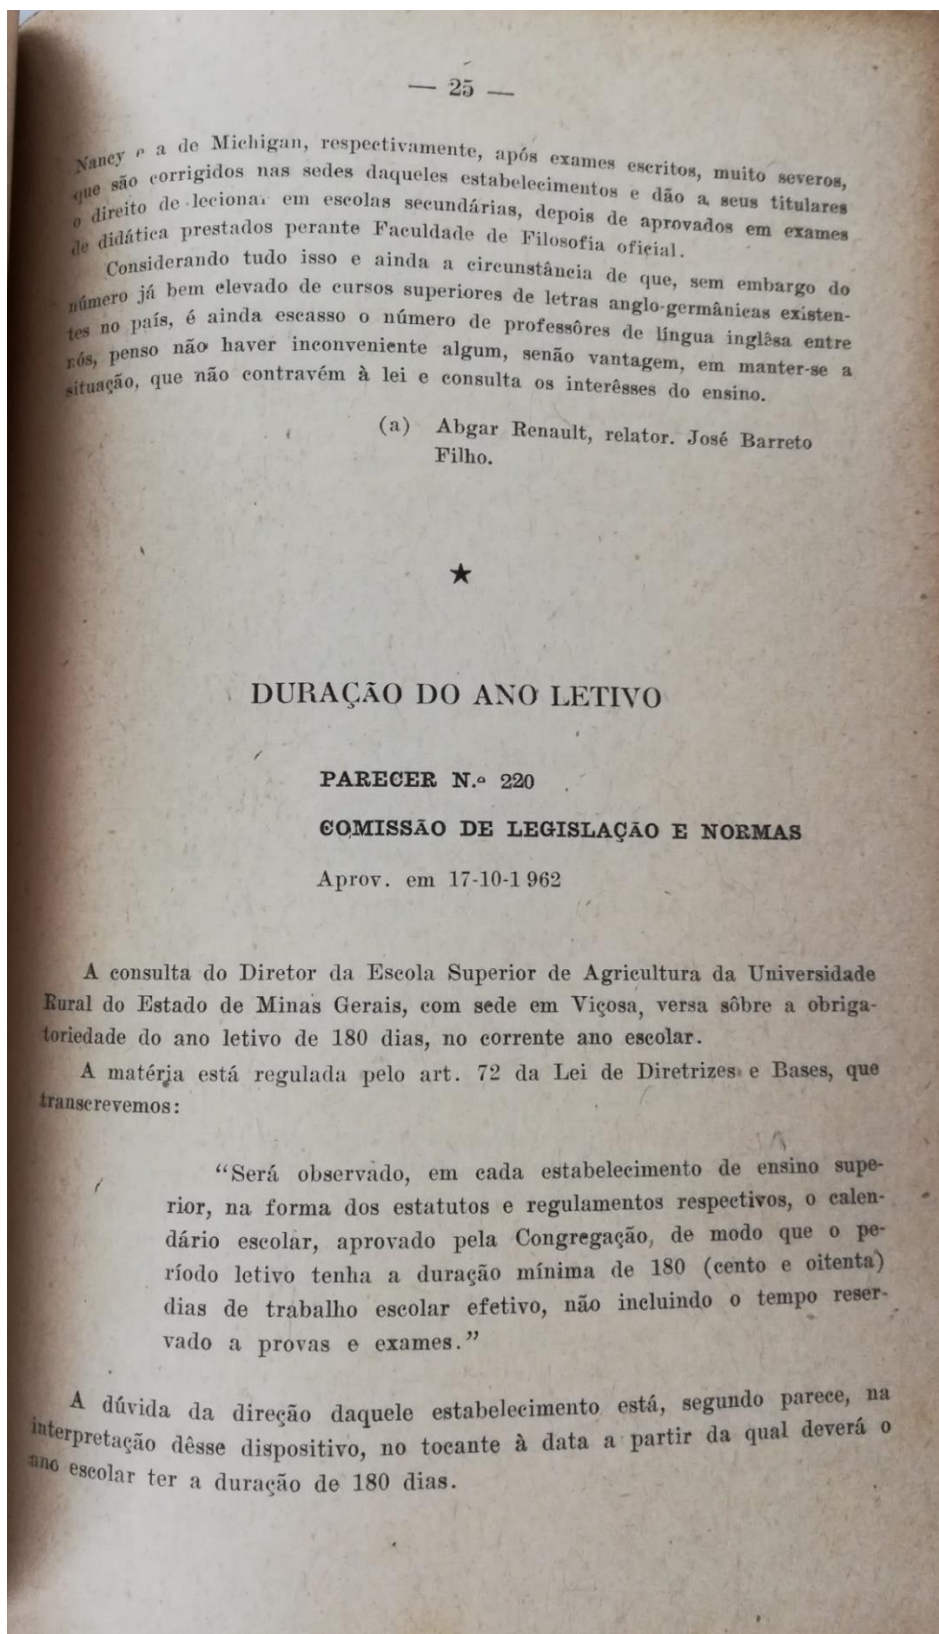 — 25 —
Nancy e a de Michigan, respectivamente, após exames escritos, muito severos,
que são corrigidos nas sedes daqueles estabelecimentos e dão a seus titulares
o direito de lecionar em escolas secundárias, depois de aprovados em exames
de didática prestados perante Faculdade de Filosofia oficial.
Considerando tudo isso e ainda a circunstância de que, sem embargo do
número já bem elevado de cursos superiores de letras anglo-germânicas existen-
tes no país, é ainda escasso o número de professôres de língua inglêsa entre
nós, penso não haver inconveniente algum, senão vantagem, em manter-se a
situação, que não contravém à lei e consulta os interêsses do ensino.
(a) Abgar Renault, relator. José Barreto
Filho.
★
DURAÇÃO DO ANO LETIVO
PARECER N.º 220
COMISSÃO DE LEGISLAÇÃO E NORMAS
Aprov. em 17-10-1 962
A consulta do Diretor da Escola Superior de Agricultura da Universidade
Rural do Estado de Minas Gerais, com sede em Viçosa, versa sôbre a obriga-
toriedade do ano letivo de 180 dias, no corrente ano escolar.
A matéria está regulada pelo art. 72 da Lei de Diretrizes e Bases, que
transcrevemos:
“Será observado, em cada estabelecimento de ensino supe-
rior, na forma dos estatutos e regulamentos respectivos, o calen-
dário escolar, aprovado pela Congregação, de modo que o pe-
ríodo letivo tenha a duração mínima de 180 (cento e oitenta)
dias de trabalho escolar efetivo, não incluindo o tempo reser-
vado a provas e exames.”
A dúvida da direção daquele estabelecimento está, segundo parece, na
interpretação dêsse dispositivo, no tocante à data a partir da qual deverá o
ano escolar ter a duração de 180 dias.